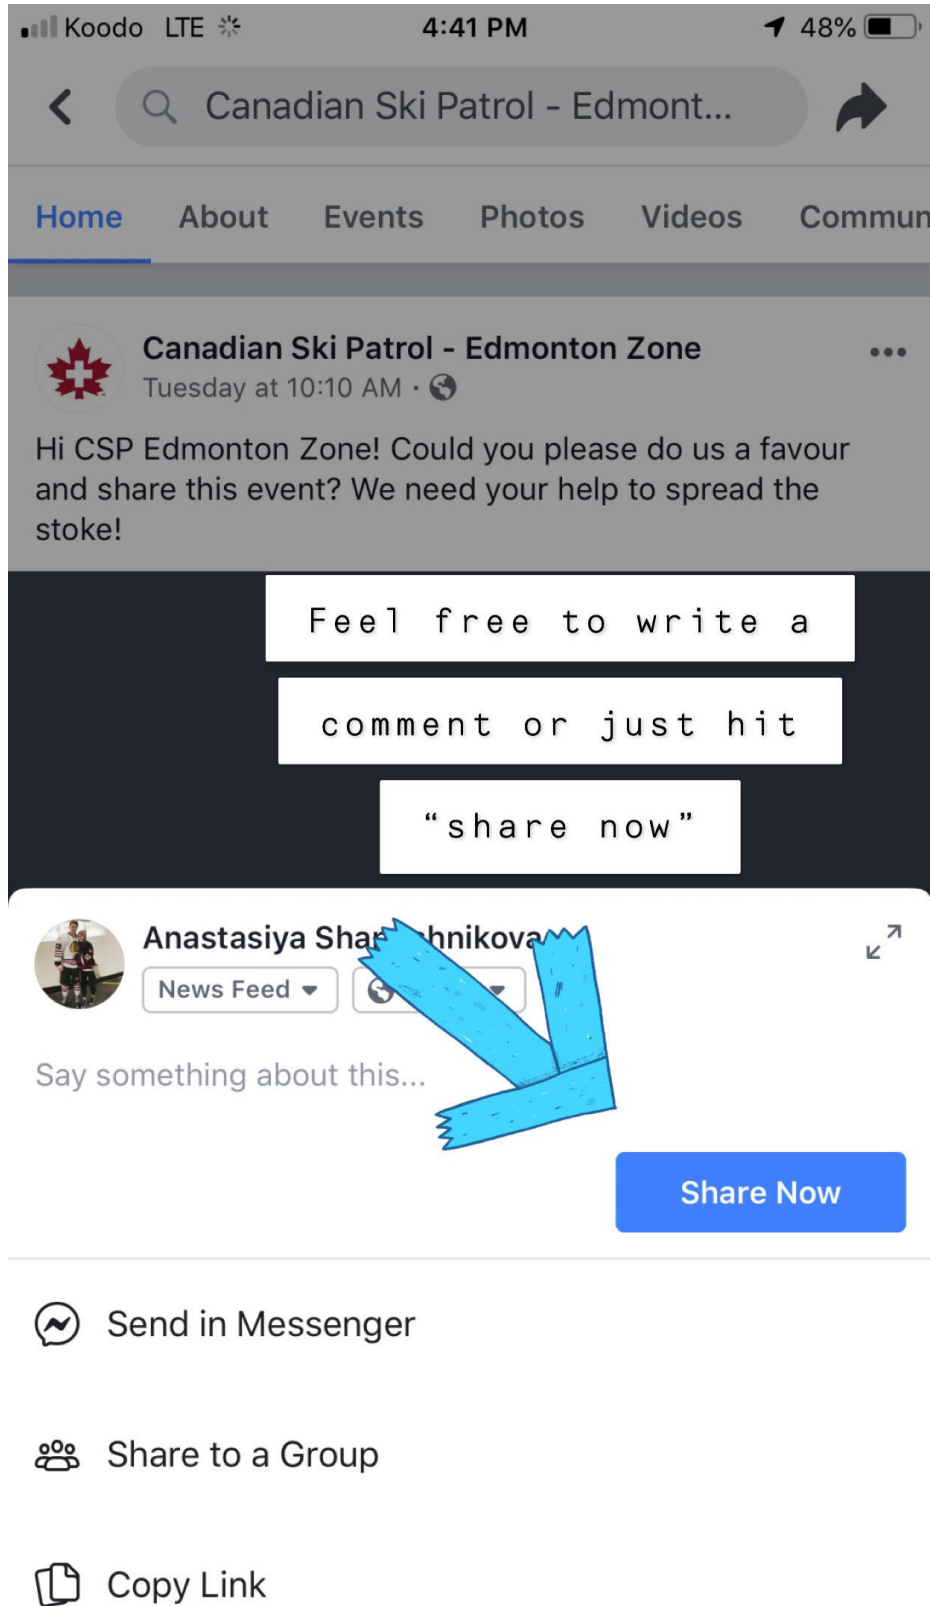 Koodo LTE 4:41 PM 48%
Canadian Ski Patrol - Edmont...
Home About Events Photos Videos Commun
Canadian Ski Patrol - Edmonton Zone
Tuesday at 10:10 AM ·
Hi CSP Edmonton Zone! Could you please do us a favour
and share this event? We need your help to spread the
stoke!
Feel free to write a
comment or just hit
“share now”
Anastasiya
News Feed
Say something about this...
Share Now
Send in Messenger
Share to a Group
Copy Link